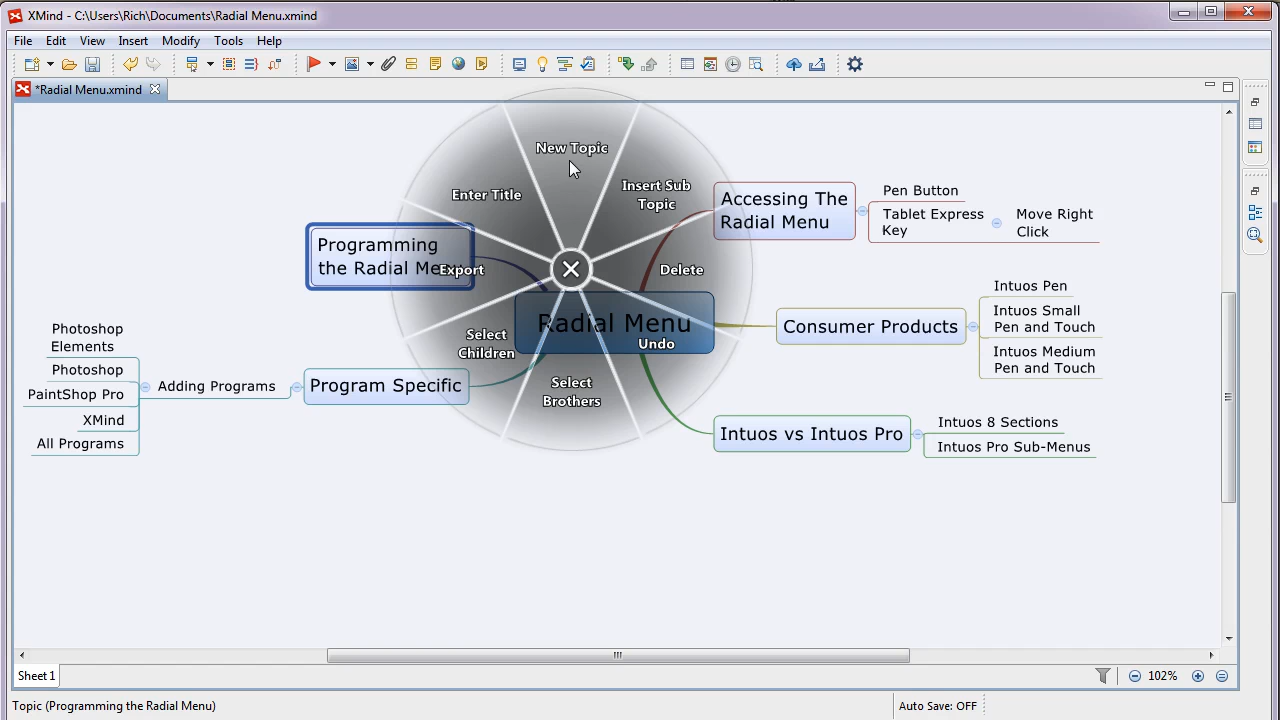 XMind - C:\Users\Rich\Documents\Radial Menu.xmind
File Edit View Insert Modify Tools Help
*Radial Menu.xmind
New Topic
Insert Sub
Topic
Enter Title
Export
Delete
Select
Children
Undo
Select
Brothers
Programming
the Radial Me
Radial Menu
Accessing The
Radial Menu
Pen Button
Tablet Express
Key
Move Right
Click
Consumer Products
Intuos Pen
Intuos Small
Pen and Touch
Intuos Medium
Pen and Touch
Intuos vs Intuos Pro
Intuos 8 Sections
Intuos Pro Sub-Menus
Program Specific
Adding Programs
Photoshop
Elements
Photoshop
PaintShop Pro
XMind
All Programs
Sheet 1
102%
Topic (Programming the Radial Menu)
Auto Save: OFF